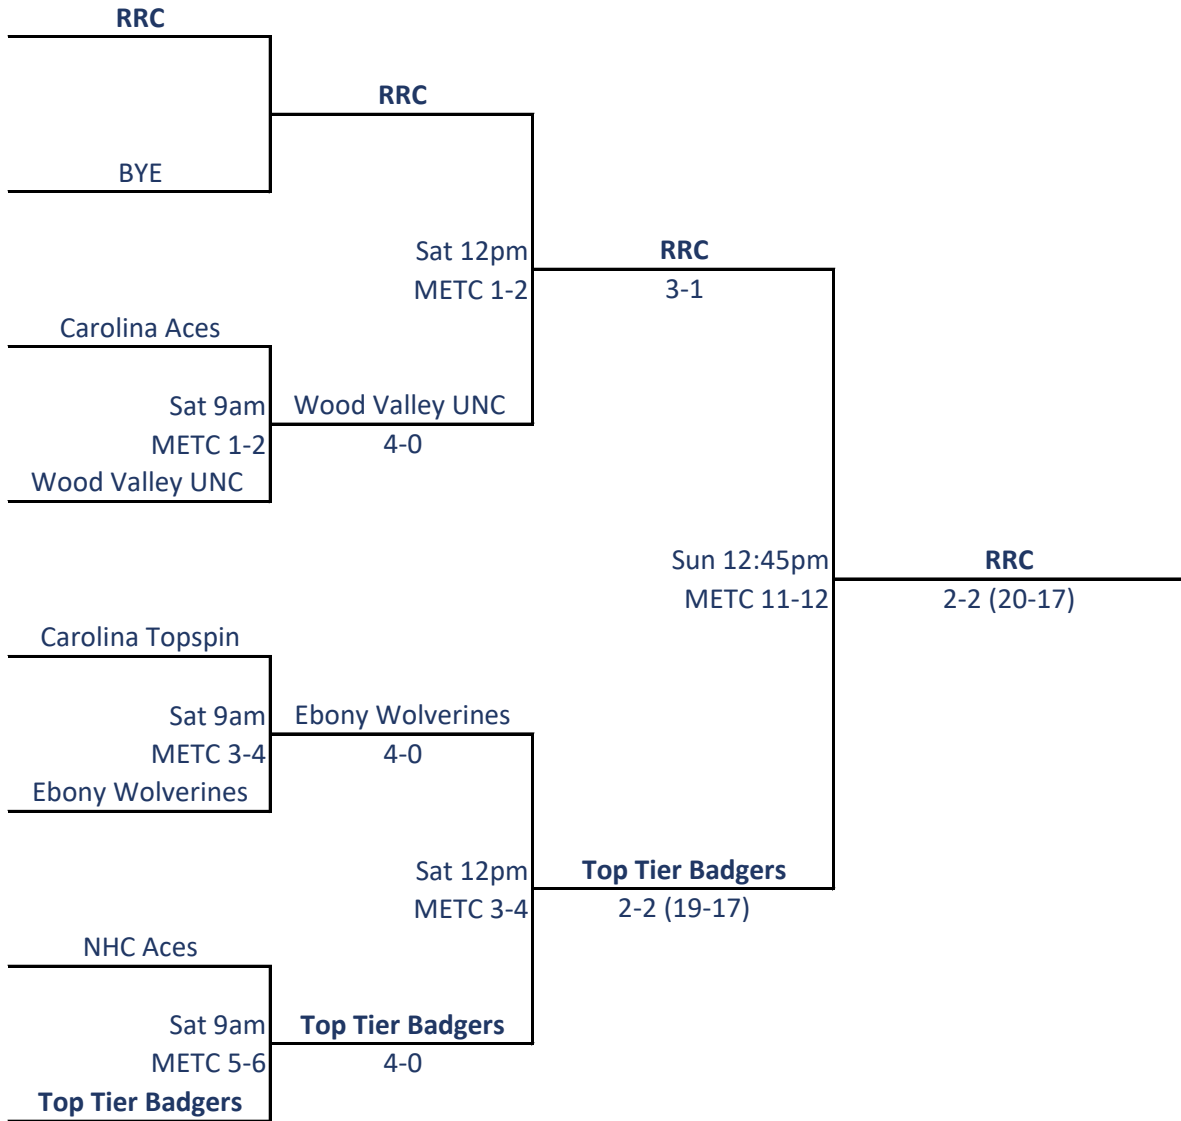 RRC
RRC
BYE
Sat 12pm
RRC
METC 1-2
3-1
Carolina Aces
Sat 9am
Wood Valley UNC
METC 1-2
4-0
Wood Valley UNC
Sun 12:45pm
RRC
METC 11-12
2-2 (20-17)
Carolina Topspin
Sat 9am
Ebony Wolverines
METC 3-4
4-0
Ebony Wolverines
Sat 12pm
Top Tier Badgers
METC 3-4
2-2 (19-17)
NHC Aces
Sat 9am
Top Tier Badgers
METC 5-6
4-0
Top Tier Badgers